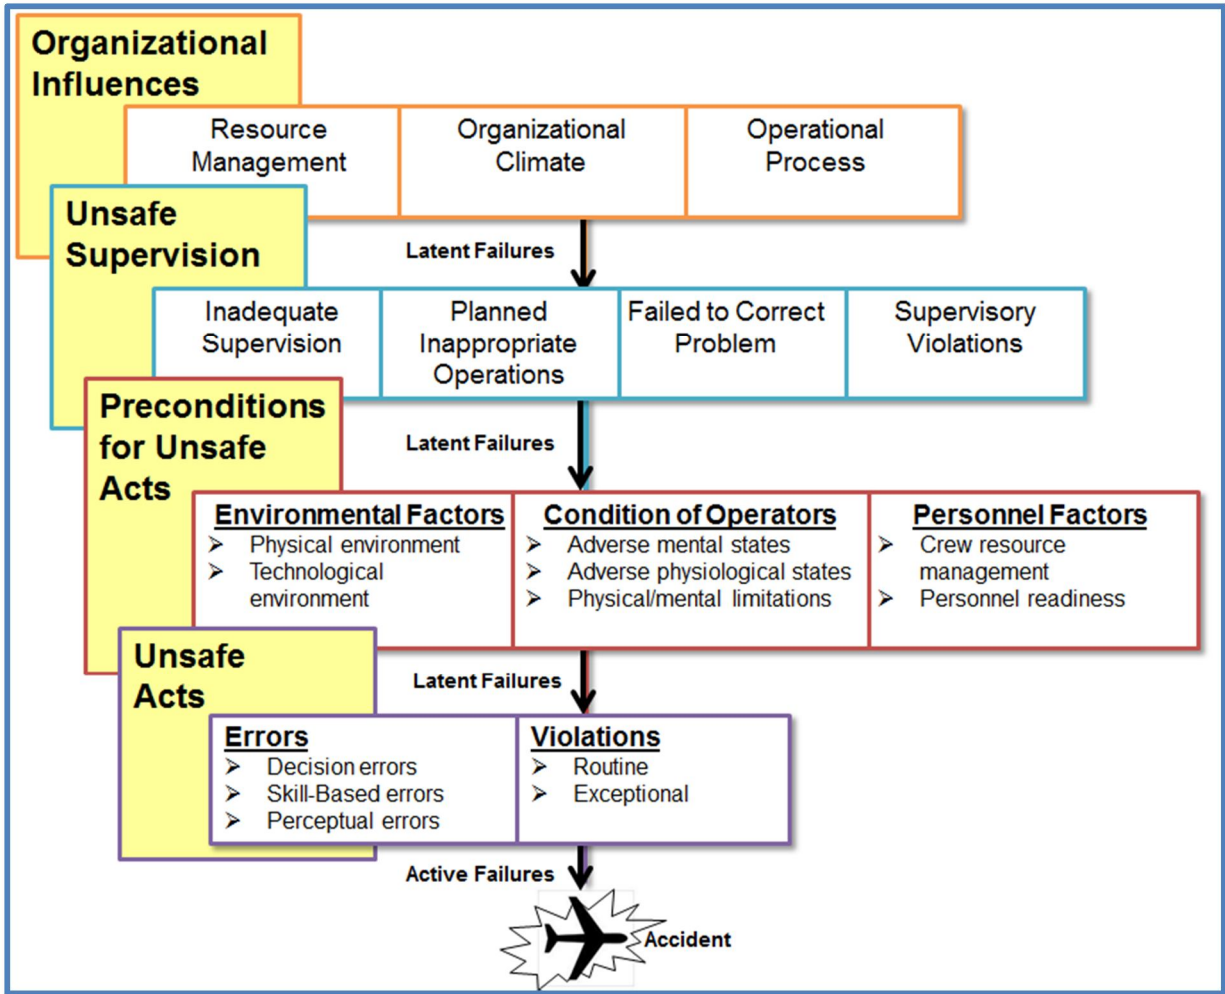 Organizational
Influences
Resource
Management
Organizational
Climate
Operational
Process
Latent Failures
Unsafe
Supervision
Inadequate
Supervision
Planned
Inappropriate
Operations
Failed to Correct
Problem
Supervisory
Violations
Latent Failures
Preconditions
for Unsafe
Acts
Environmental Factors
➢ Physical environment
➢ Technological
environment
Condition of Operators
➢ Adverse mental states
➢ Adverse physiological states
➢ Physical/mental limitations
Personnel Factors
➢ Crew resource
management
➢ Personnel readiness
Latent Failures
Unsafe
Acts
Errors
➢ Decision errors
➢ Skill-Based errors
➢ Perceptual errors
Violations
➢ Routine
➢ Exceptional
Active Failures
Accident